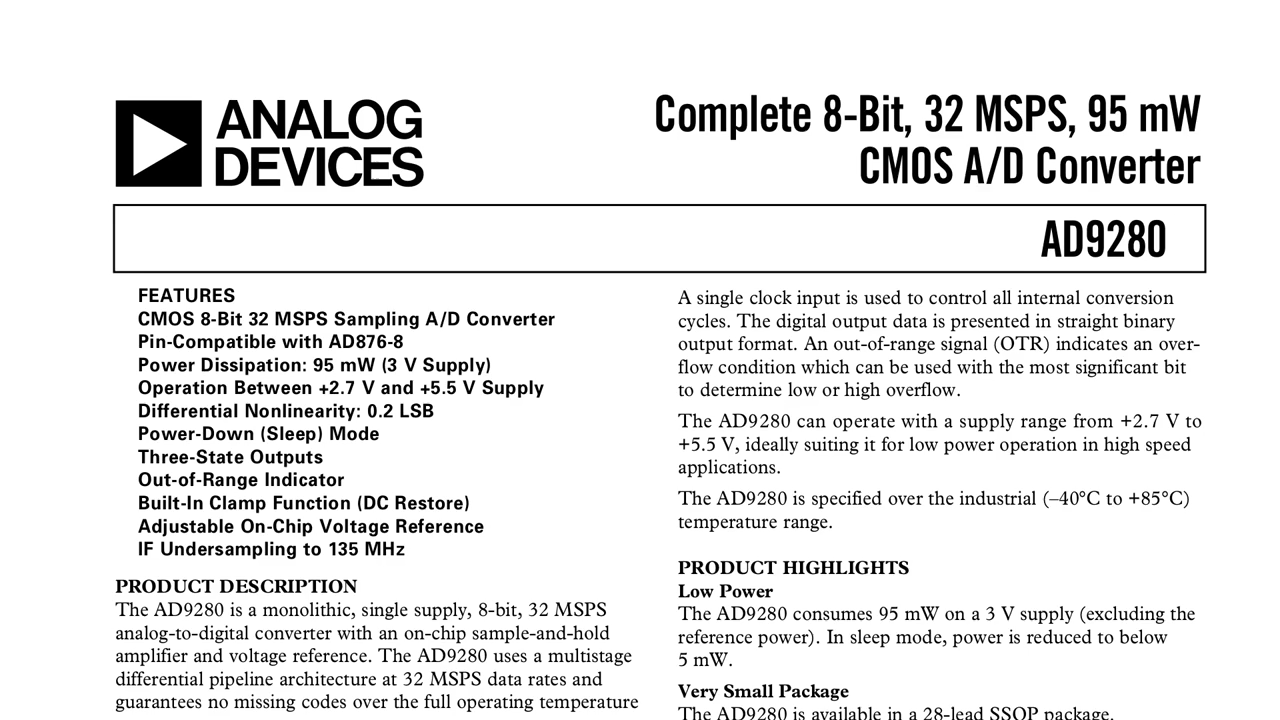 ANALOG
DEVICES
Complete 8-Bit, 32 MSPS, 95 mW
CMOS A/D Converter
AD9280
FEATURES
CMOS 8-Bit 32 MSPS Sampling A/D Converter
Pin-Compatible with AD876-8
Power Dissipation: 95 mW (3 V Supply)
Operation Between +2.7 V and +5.5 V Supply
Differential Nonlinearity: 0.2 LSB
Power-Down (Sleep) Mode
Three-State Outputs
Out-of-Range Indicator
Built-In Clamp Function (DC Restore)
Adjustable On-Chip Voltage Reference
IF Undersampling to 135 MHz
PRODUCT DESCRIPTION
The AD9280 is a monolithic, single supply, 8-bit, 32 MSPS
analog-to-digital converter with an on-chip sample-and-hold
amplifier and voltage reference. The AD9280 uses a multistage
differential pipeline architecture at 32 MSPS data rates and
guarantees no missing codes over the full operating temperature
A single clock input is used to control all internal conversion
cycles. The digital output data is presented in straight binary
output format. An out-of-range signal (OTR) indicates an over-
flow condition which can be used with the most significant bit
to determine low or high overflow.
The AD9280 can operate with a supply range from +2.7 V to
+5.5 V, ideally suiting it for low power operation in high speed
applications.
The AD9280 is specified over the industrial (–40°C to +85°C)
temperature range.
PRODUCT HIGHLIGHTS
Low Power
The AD9280 consumes 95 mW on a 3 V supply (excluding the
reference power). In sleep mode, power is reduced to below
5 mW.
Very Small Package
The AD9280 is available in a 28-lead SSOP package.